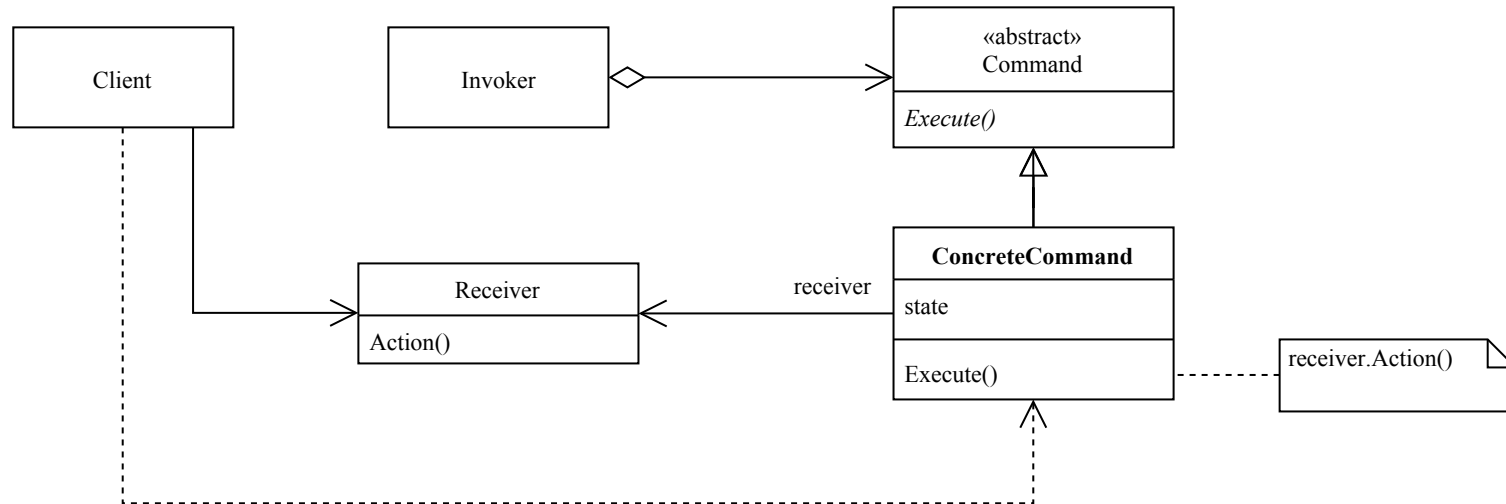 Client
Invoker
«abstract»
Command
Execute()
ConcreteCommand
state
Execute()
Receiver
Action()
receiver
receiver.Action()